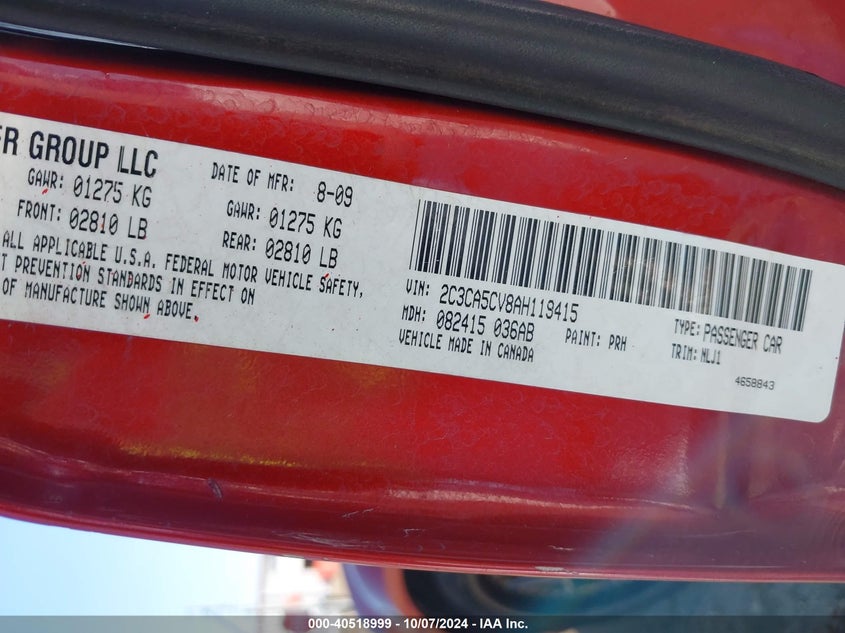 ER GROUP LLC
DATE OF MFR: 8-09
GAWR: 01275 KG
FRONT: 02810 LB
GAWR: 01275 KG
REAR: 02810 LB
ALL APPLICABLE U.S.A. FEDERAL MOTOR VEHICLE SAFETY,
T PREVENTION STANDARDS IN EFFECT ON
OF MANUFACTURE SHOWN ABOVE.
VIN: 2C3CA5CV8AH119415
MDH: 082415 036AB
PAINT: PRH
VEHICLE MADE IN CANADA
TYPE: PASSENGER CAR
TRIM: NLJ1
4658843
000-40518999 - 10/07/2024 - IAA Inc.